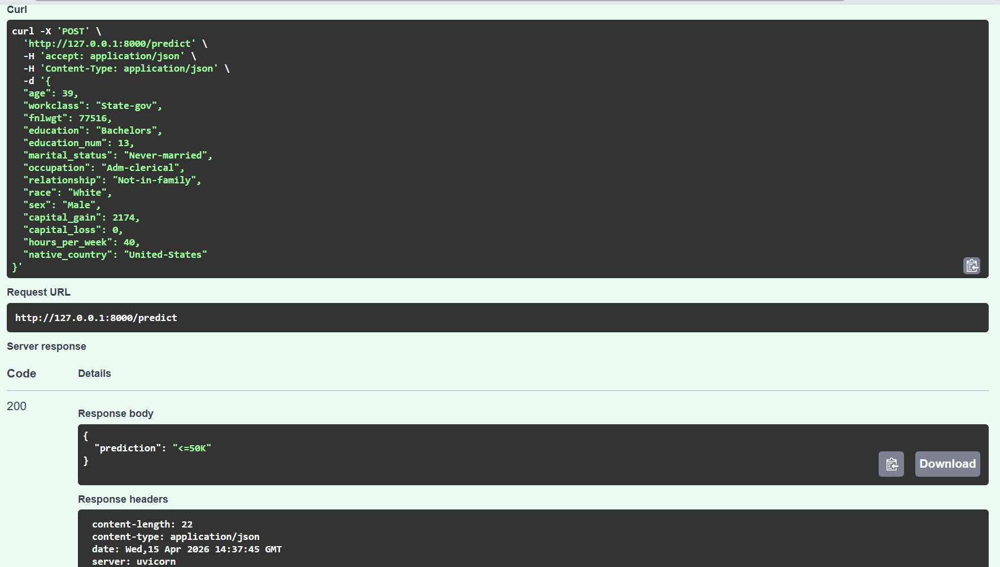 Curl
curl -X 'POST' \
  'http://127.0.0.1:8000/predict' \
  -H 'accept: application/json' \
  -H 'Content-Type: application/json' \
  -d '{
  "age": 39,
  "workclass": "State-gov",
  "fnlwgt": 77516,
  "education": "Bachelors",
  "education_num": 13,
  "marital_status": "Never-married",
  "occupation": "Adm-clerical",
  "relationship": "Not-in-family",
  "race": "White",
  "sex": "Male",
  "capital_gain": 2174,
  "capital_loss": 0,
  "hours_per_week": 40,
  "native_country": "United-States"
}'
Request URL
http://127.0.0.1:8000/predict
Server response
Code Details
200
Response body
{
  "prediction": "<=50K"
}
Download
Response headers
content-length: 22
content-type: application/json
date: Wed,15 Apr 2026 14:37:45 GMT
server: uvicorn